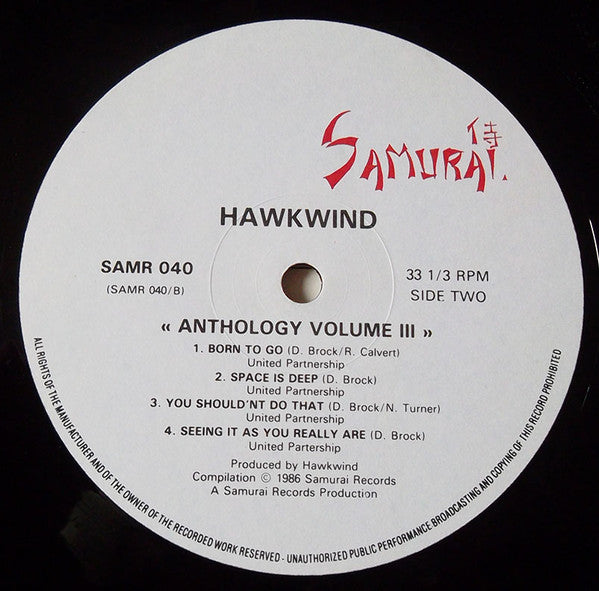 SAMURAI. 侍
HAWKWIND
SAMR 040
(SAMR 040/B)
33 1/3 RPM
SIDE TWO
« ANTHOLOGY VOLUME III »
1. BORN TO GO (D. Brock/R. Calvert)
United Partnership
2. SPACE IS DEEP (D. Brock)
United Partnership
3. YOU SHOULD'NT DO THAT (D. Brock/N. Turner)
United Partnership
4. SEEING IT AS YOU REALLY ARE (D. Brock)
United Partership
Produced by Hawkwind
Compilation © 1986 Samurai Records
A Samurai Records Production
ALL RIGHTS OF THE MANUFACTURER AND OF THE OWNER OF THE RECORDED WORK RESERVED - UNAUTHORIZED PUBLIC PERFORMANCE BROADCASTING AND COPYING OF THIS RECORD PROHIBITED